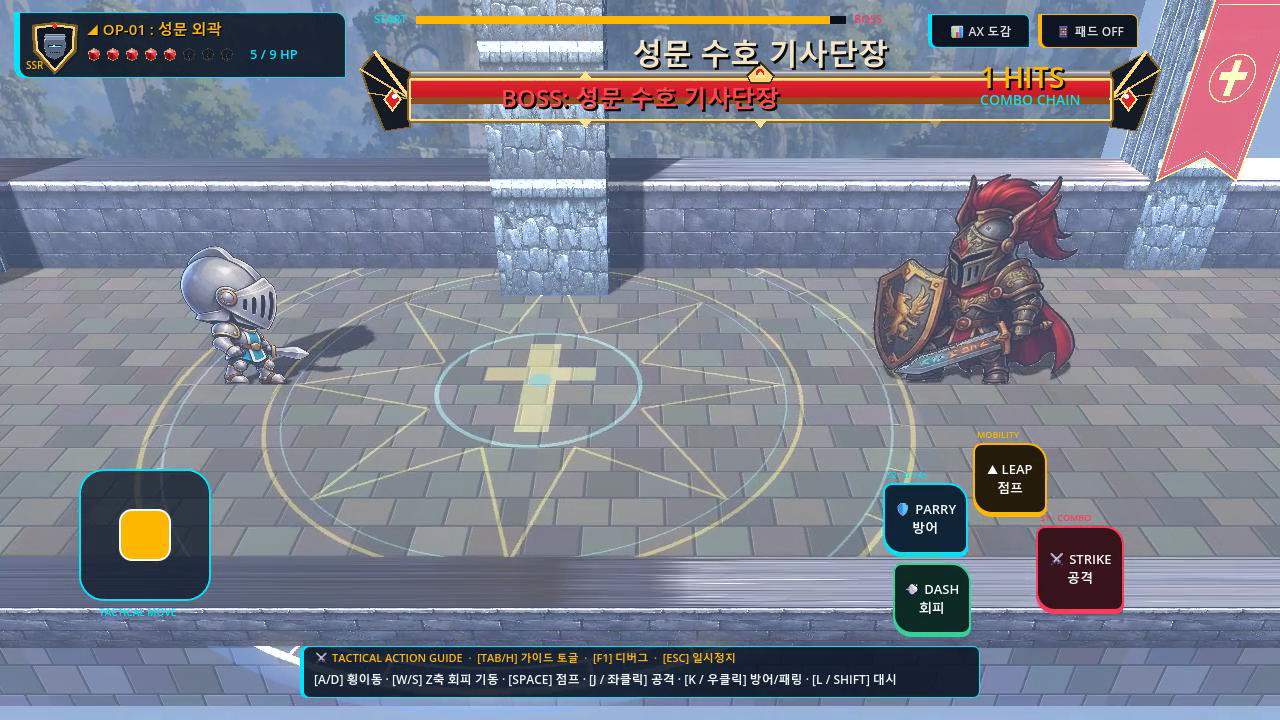 ◢ OP-01 : 성문 외곽
SSR
5 / 9 HP
START
BOSS
AX 도감
패드 OFF
성문 수호 기사단장
BOSS: 성문 수호 기사단장
1 HITS
COMBO CHAIN
MOBILITY
▲ LEAP
점프
PARRY
방어
COMBO
STRIKE
공격
DASH
회피
TACTICAL MOVE
TACTICAL ACTION GUIDE · [TAB/H] 가이드 토글 · [F1] 디버그 · [ESC] 일시정지
[A/D] 횡이동 · [W/S] Z축 회피 기동 · [SPACE] 점프 · [J / 좌클릭] 공격 · [K / 우클릭] 방어/패링 · [L / SHIFT] 대시